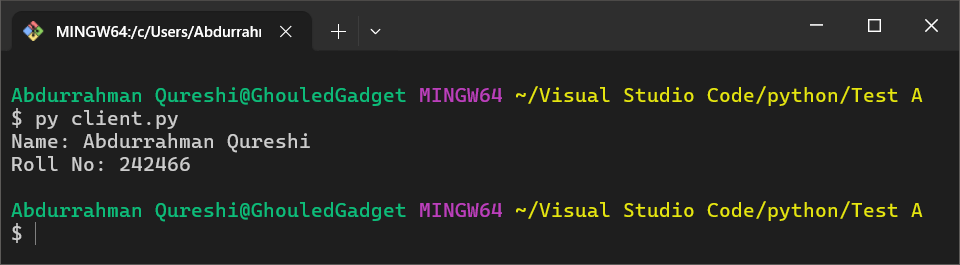 MINGW64:/c/Users/Abdurrahm
Abdurrahman Qureshi@GhouledGadget MINGW64 ~/Visual Studio Code/python/Test A
$ py client.py
Name: Abdurrahman Qureshi
Roll No: 242466
Abdurrahman Qureshi@GhouledGadget MINGW64 ~/Visual Studio Code/python/Test A
$